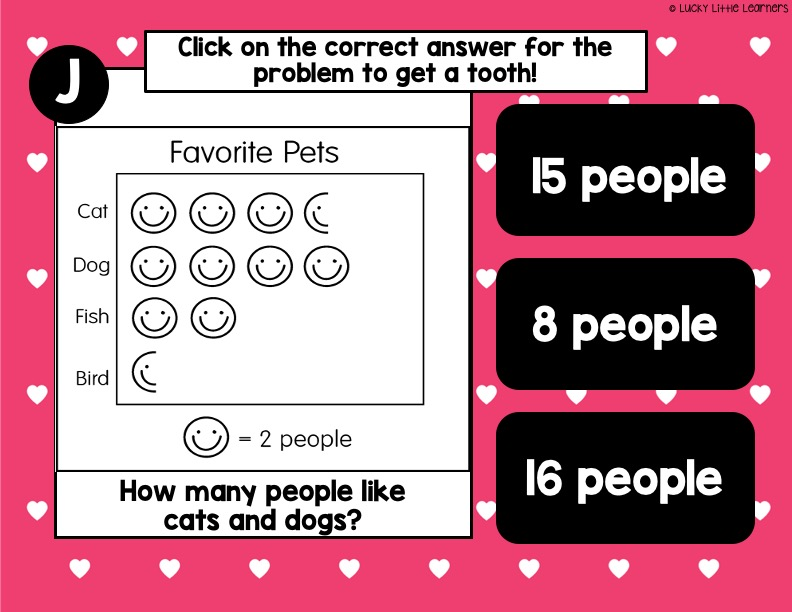 © Lucky Little Learners
Click on the correct answer for the
problem to get a tooth!
J
Favorite Pets
Cat
Dog
Fish
Bird
= 2 people
How many people like
cats and dogs?
15 people
8 people
16 people